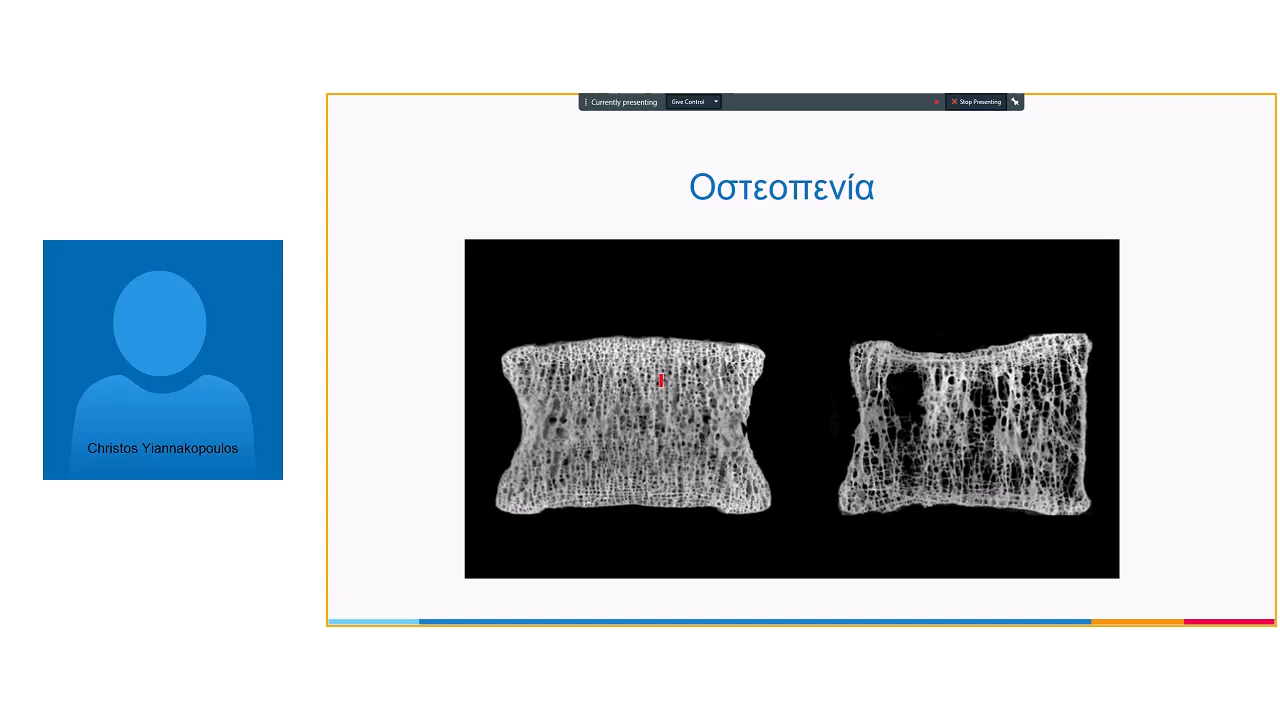 Currently presenting
Give Control
Stop Presenting
Οστεοπενία
Christos Yiannakopoulos